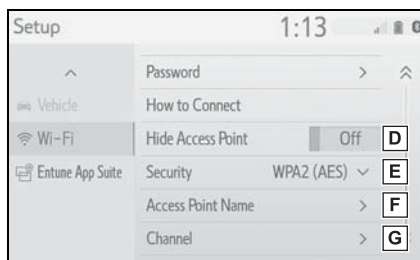 Setup 1:13
Password
Vehicle How to Connect
Wi-Fi Hide Access Point Off D
Entune App Suite Security WPA2 (AES) E
Access Point Name F
Channel G